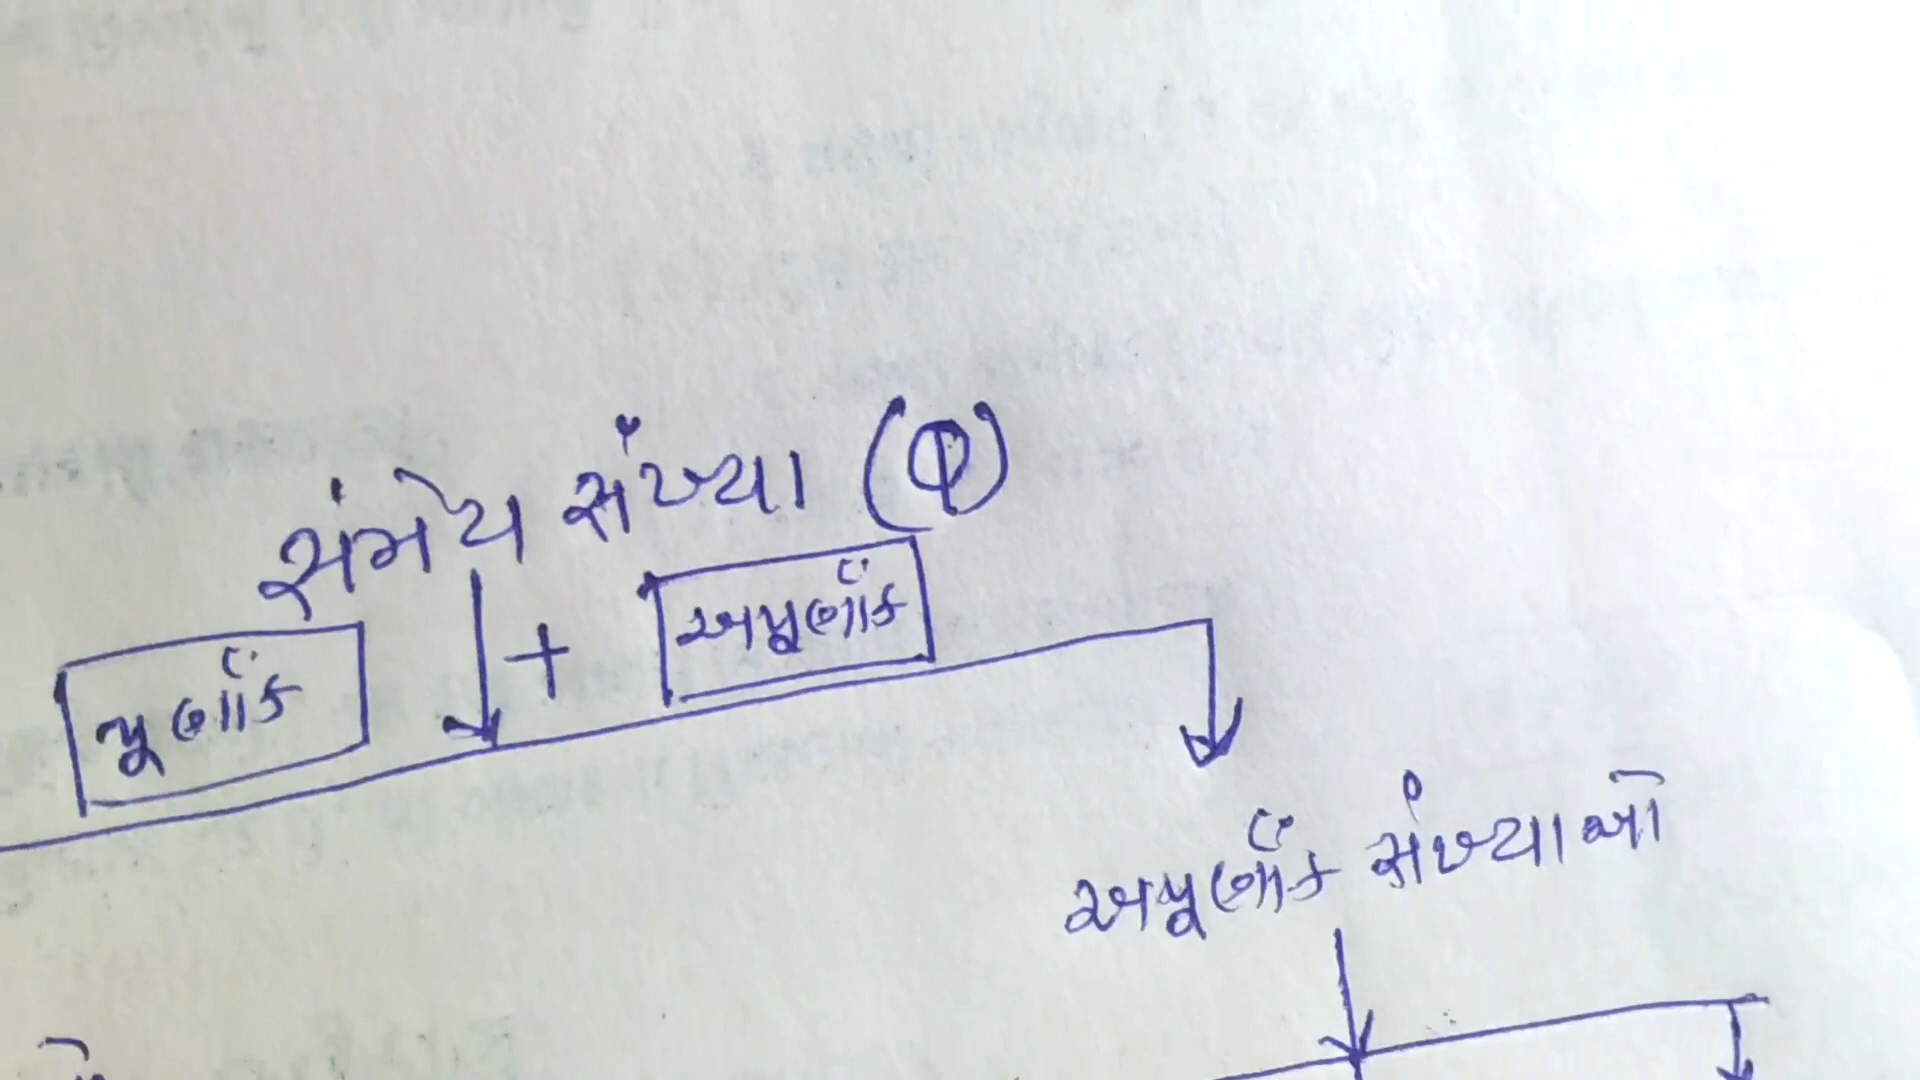 સંમેય સંખ્યા (Q)
પૂર્ણાંક + અપૂર્ણાંક
અપૂર્ણાંક સંખ્યાઓ